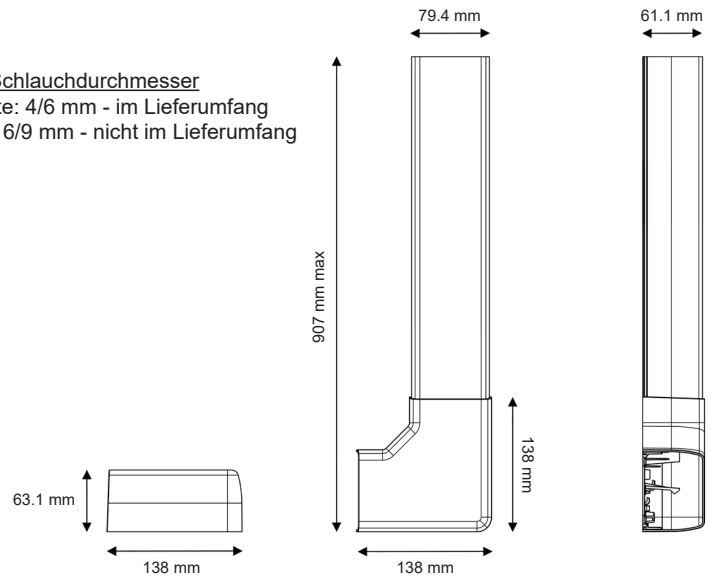 79.4 mm
61.1 mm
Schlauchdurchmesser
4/6 mm - im Lieferumfang
6/9 mm - nicht im Lieferumfang
907 mm max
138 mm
63.1 mm
138 mm
138 mm